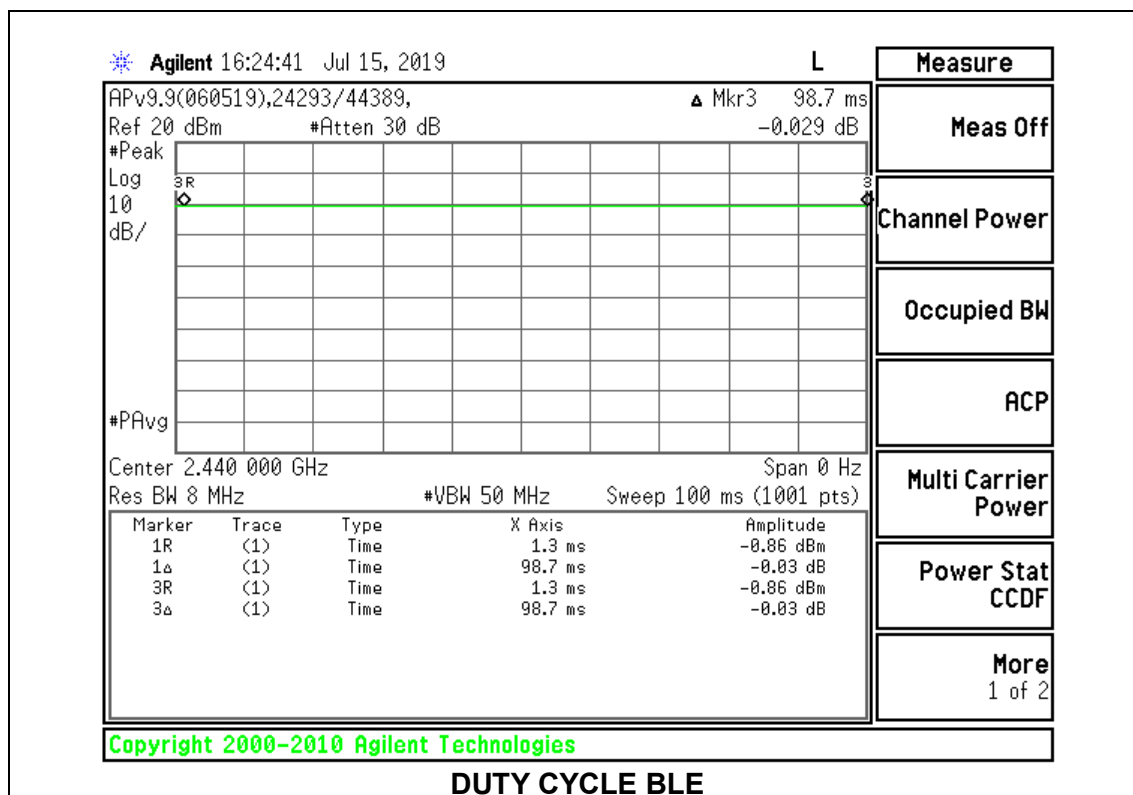 Agilent 16:24:41 Jul 15, 2019 L
APv9.9(060519),24293/44389, Δ Mkr3 98.7 ms
Ref 20 dBm #Atten 30 dB -0.029 dB
#Peak
Log
10
dB/
3R
3
#PAvg
Center 2.440 000 GHz Span 0 Hz
Res BW 8 MHz #VBW 50 MHz Sweep 100 ms (1001 pts)
Marker Trace Type X Axis Amplitude
1R (1) Time 1.3 ms -0.86 dBm
1Δ (1) Time 98.7 ms -0.03 dB
3R (1) Time 1.3 ms -0.86 dBm
3Δ (1) Time 98.7 ms -0.03 dB
Measure
Meas Off
Channel Power
Occupied BW
ACP
Multi Carrier
Power
Power Stat
CCDF
More
1 of 2
Copyright 2000-2010 Agilent Technologies
DUTY CYCLE BLE